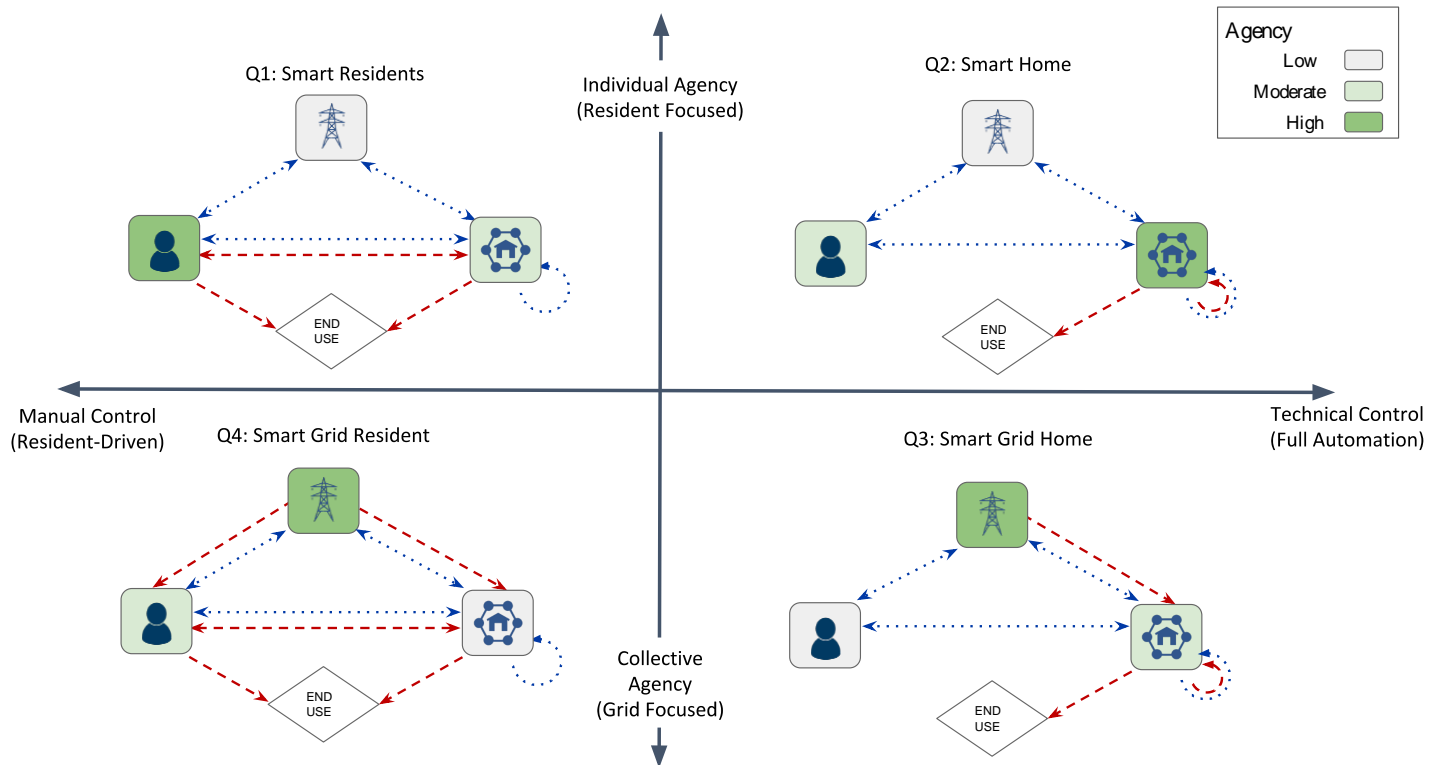 Agency
Low
Moderate
High
Q1: Smart Residents
Individual Agency
(Resident Focused)
Q2: Smart Home
END
USE
END
USE
Manual Control
(Resident-Driven)
Technical Control
(Full Automation)
Q4: Smart Grid Resident
Q3: Smart Grid Home
END
USE
Collective
Agency
(Grid Focused)
END
USE